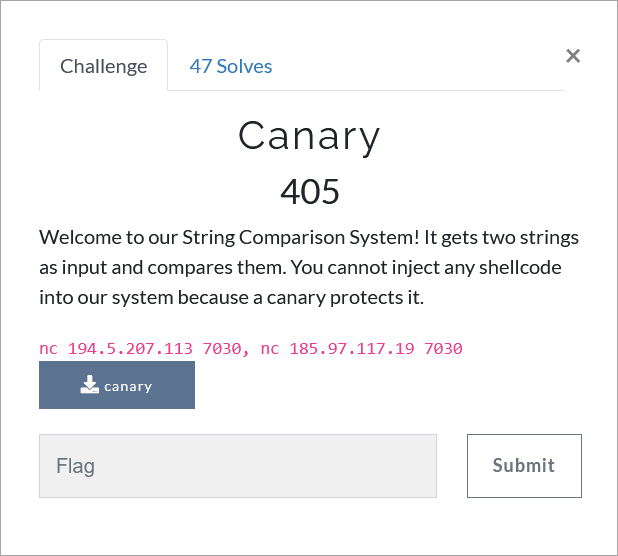 Challenge
47 Solves
×
Canary
405
Welcome to our String Comparison System! It gets two strings
as input and compares them. You cannot inject any shellcode
into our system because a canary protects it.
nc 194.5.207.113 7030, nc 185.97.117.19 7030
canary
Flag
Submit